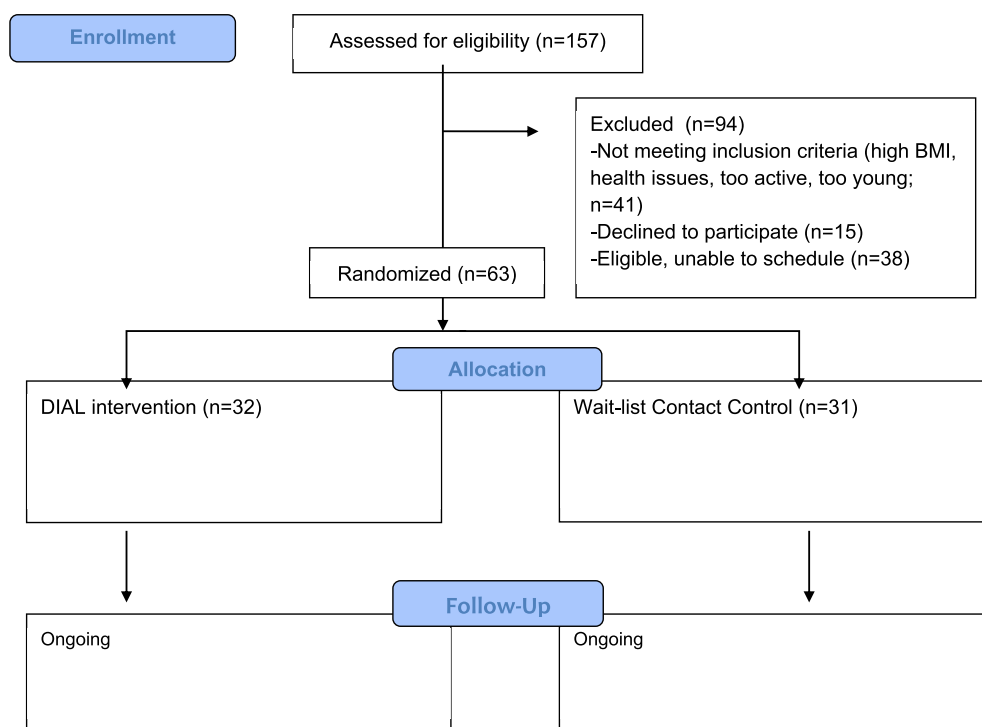 Enrollment
Assessed for eligibility (n=157)
Excluded (n=94)
-Not meeting inclusion criteria (high BMI,
health issues, too active, too young;
n=41)
-Declined to participate (n=15)
-Eligible, unable to schedule (n=38)
Randomized (n=63)
Allocation
DIAL intervention (n=32)
Wait-list Contact Control (n=31)
Follow-Up
Ongoing
Ongoing